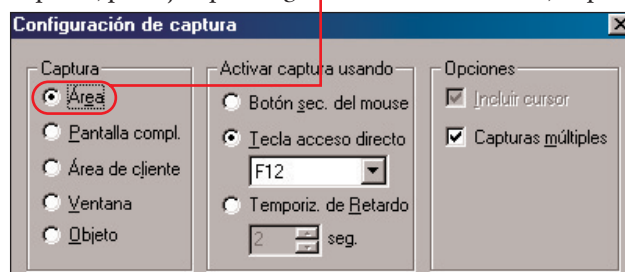 Configuración de captura
Captura
Área
Pantalla compl.
Área de cliente
Ventana
Objeto
Activar captura usando
Botón sec. del mouse
Tecla acceso directo
F12
Temporiz. de Retardo
2 seg.
Opciones
Incluir cursor
Capturas múltiples